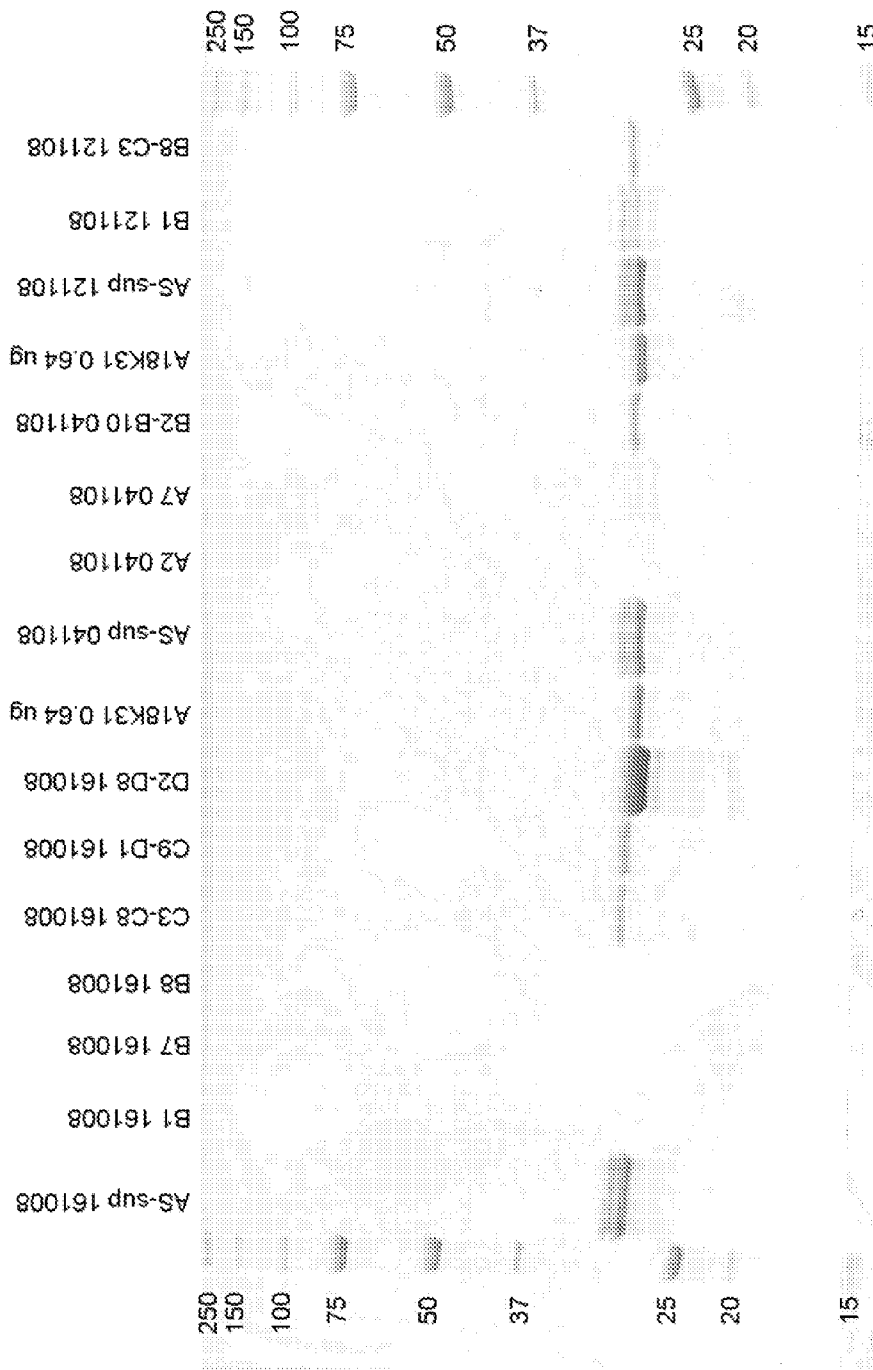 250
150
100
75
50
37
25
20
15
AS-sup 161008
B1 161008
B7 161008
B8 161008
C3-C8 161008
C9-D1 161008
D2-D8 161008
A18K31 0.64 ug
AS-sup 041108
A2 041108
A7 041108
B2-B10 041108
A18K31 0.64 ug
AS-sup 121108
B1 121108
B8-C3 121108
250
150
100
75
50
37
25
20
15